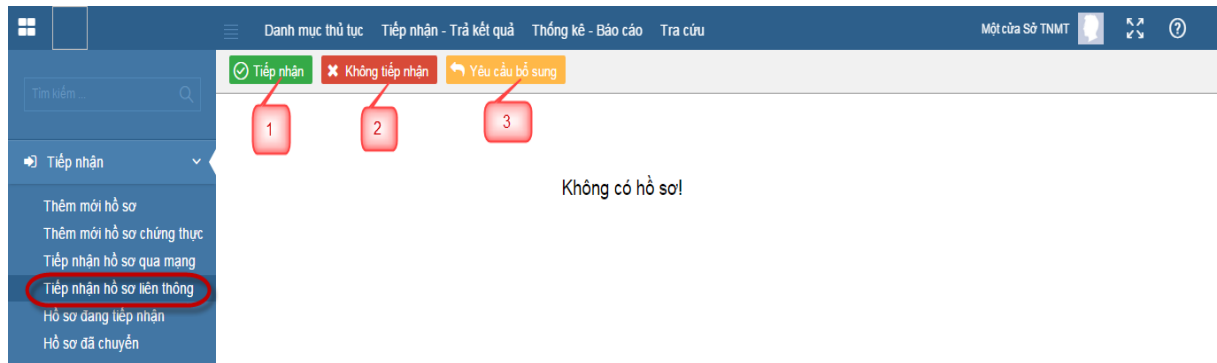 Danh mục thủ tục Tiếp nhận - Trả kết quả Thống kê - Báo cáo Tra cứu Một cửa Sở TNMT
Tiếp nhận Không tiếp nhận Yêu cầu bổ sung
Tìm kiếm...
1 2 3
Tiếp nhận
Không có hồ sơ!
Thêm mới hồ sơ
Thêm mới hồ sơ chứng thực
Tiếp nhận hồ sơ qua mạng
Tiếp nhận hồ sơ liên thông
Hồ sơ đang tiếp nhận
Hồ sơ đã chuyển